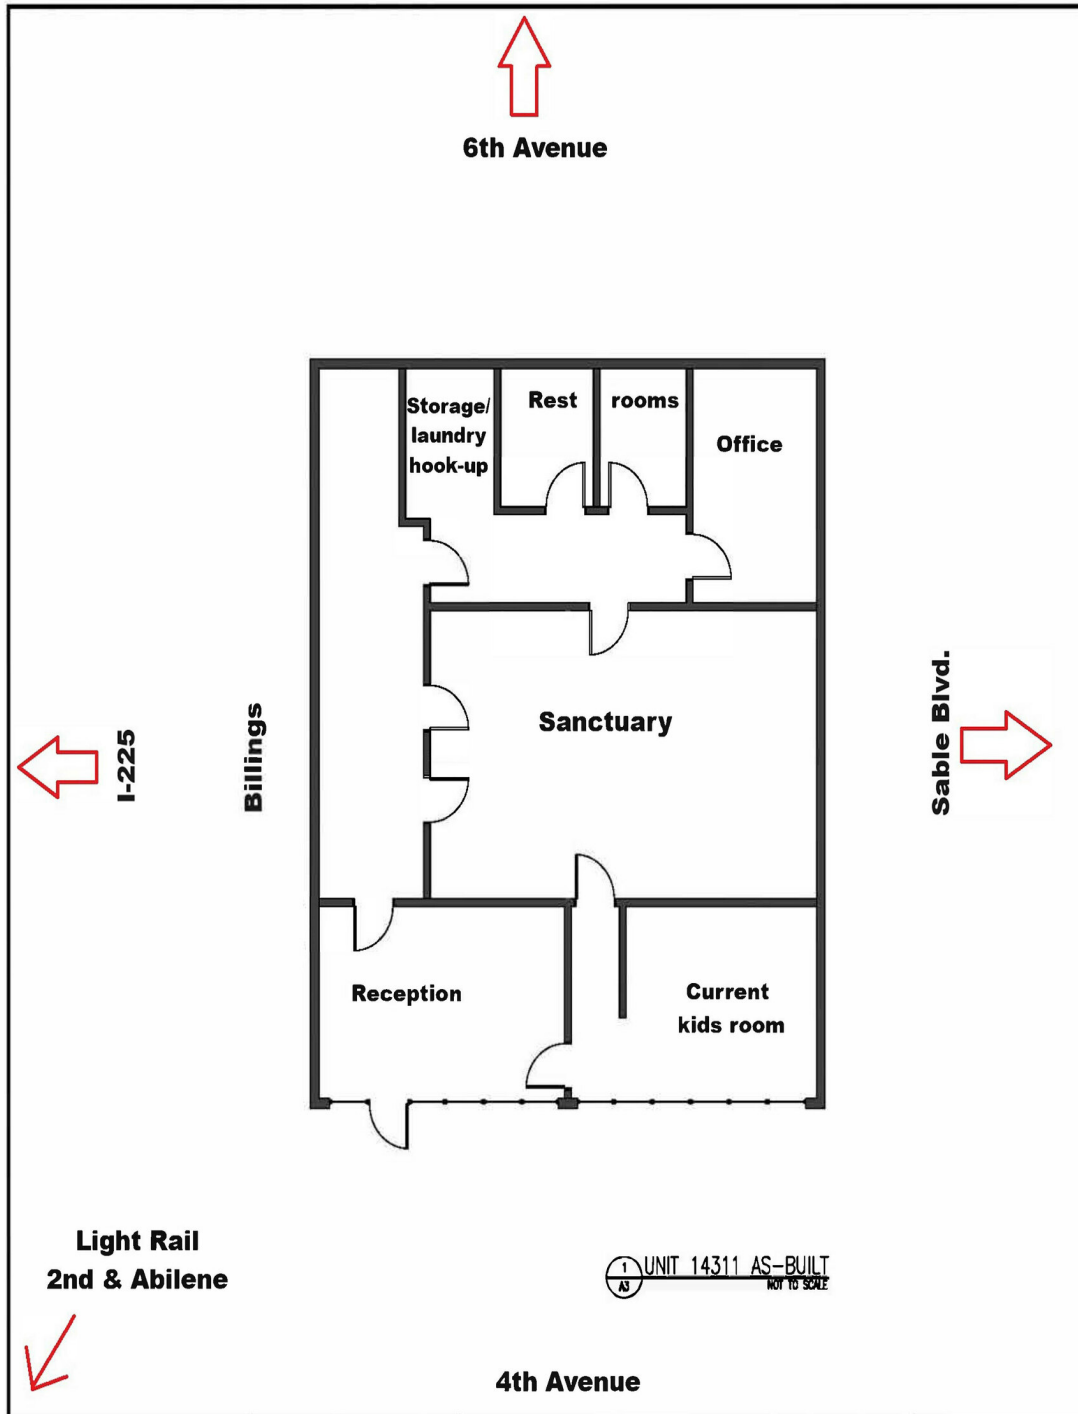 6th Avenue
Storage/
laundry
hook-up
Rest
rooms
Office
Sanctuary
I-225
Billings
Sable Blvd.
Reception
Current
kids room
Light Rail
2nd & Abilene
1
A3
UNIT 14311 AS-BUILT
NOT TO SCALE
4th Avenue